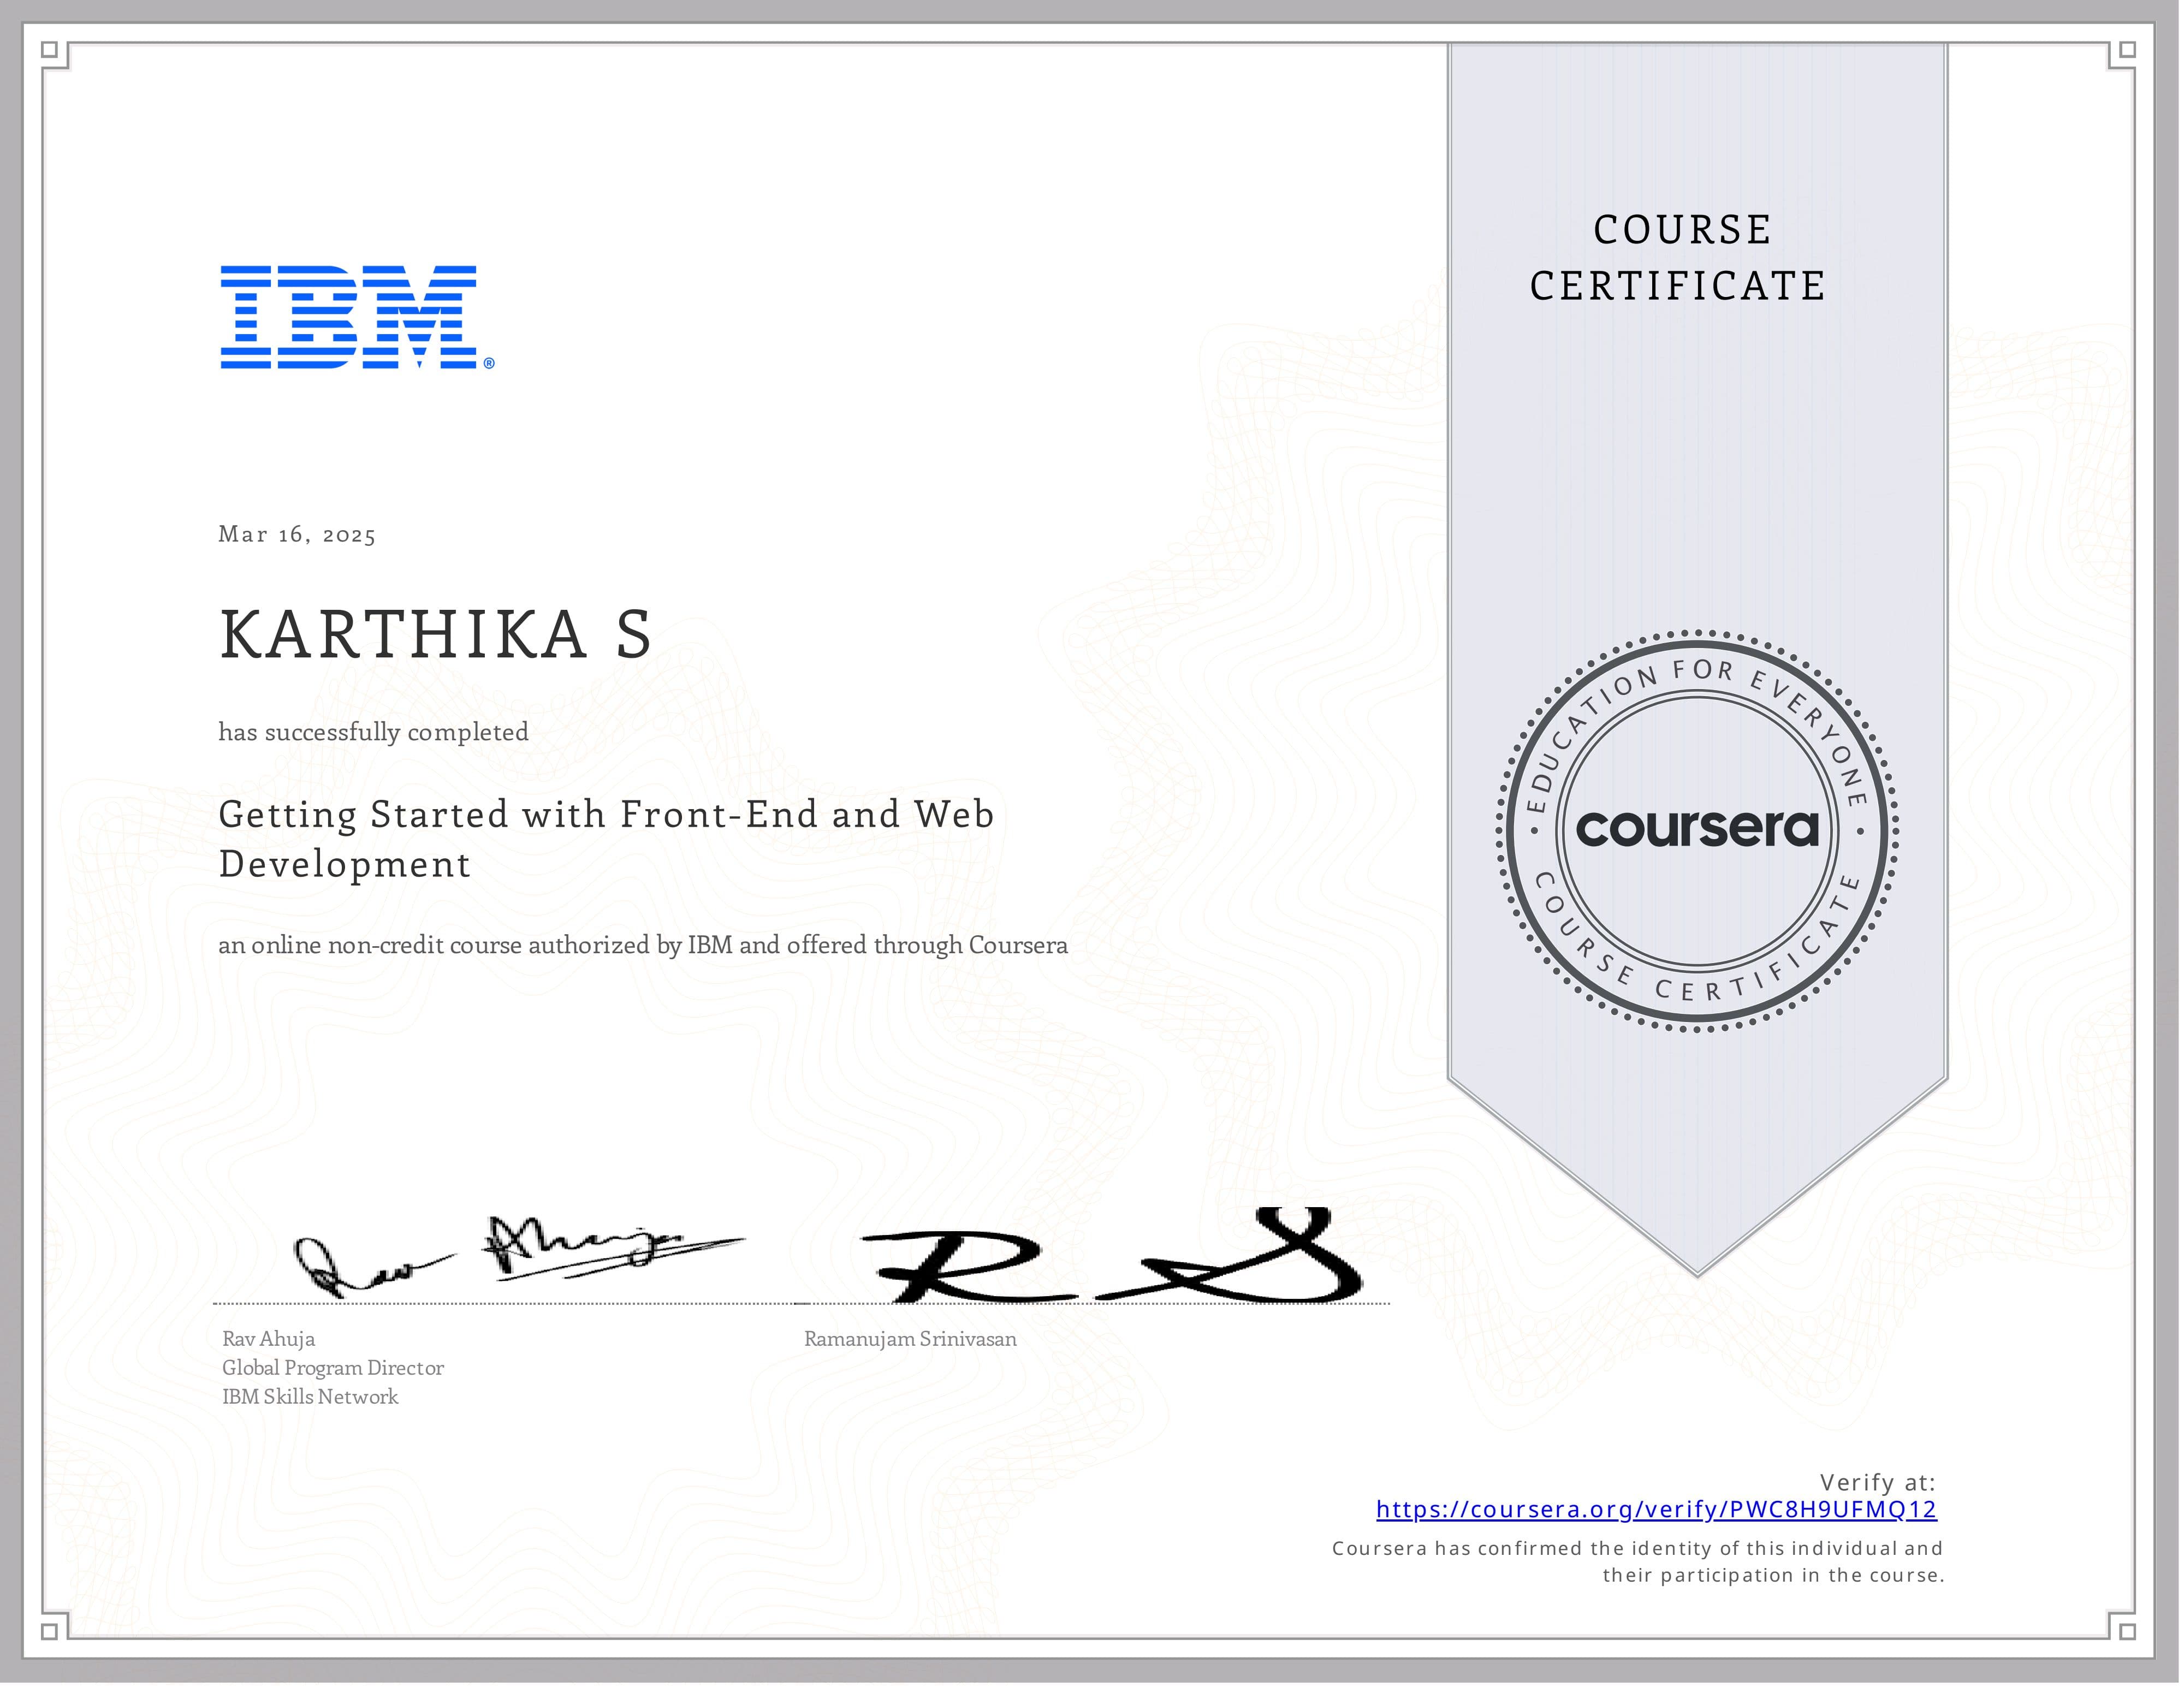 COURSE
CERTIFICATE
IBM®
Mar 16, 2025
KARTHIKA S
has successfully completed
Getting Started with Front-End and Web
Development
an online non-credit course authorized by IBM and offered through Coursera
EDUCATION FOR EVERYONE
coursera
COURSE CERTIFICATE
Rav Ahuja
R S
Rav Ahuja
Global Program Director
IBM Skills Network
Ramanujam Srinivasan
Verify at:
https://coursera.org/verify/PWC8H9UFMQ12
Coursera has confirmed the identity of this individual and
their participation in the course.